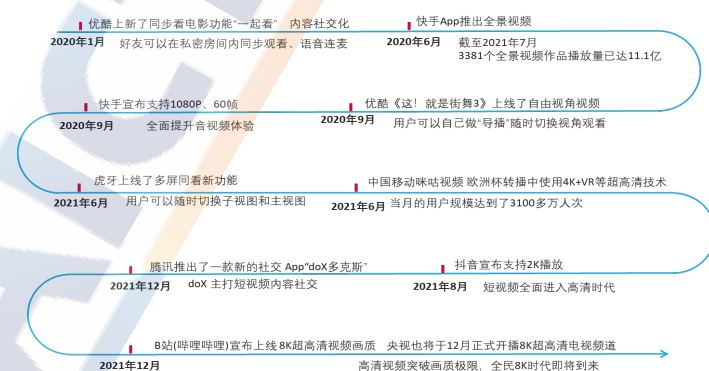 优酷上新了同步看电影功能“一起看” 内容社交化
2020年1月 好友可以在私密房间内同步观看、语音连麦
快手App推出全景视频
2020年6月 截至2021年7月
3381个全景视频作品播放量已达11.1亿
快手宣布支持1080P、60帧
2020年9月 全面提升音视频体验
优酷《这！就是街舞3》上线了自由视角视频
2020年9月 用户可以自己做“导播”随时切换视角观看
虎牙上线了多屏同看新功能
2021年6月 用户可以随时切换子视图和主视图
中国移动咪咕视频 欧洲杯转播中使用4K+VR等超高清技术
2021年6月 当月的用户规模达到了3100多万人次
腾讯推出了一款新的社交 App“doX多克斯”
2021年12月 doX 主打短视频内容社交
抖音宣布支持2K播放
2021年8月 短视频全面进入高清时代
B站(哔哩哔哩)宣布上线 8K超高清视频画质 央视也将于12月正式开播8K超高清电视频道
2021年12月 高清视频突破画质极限，全民8K时代即将到来